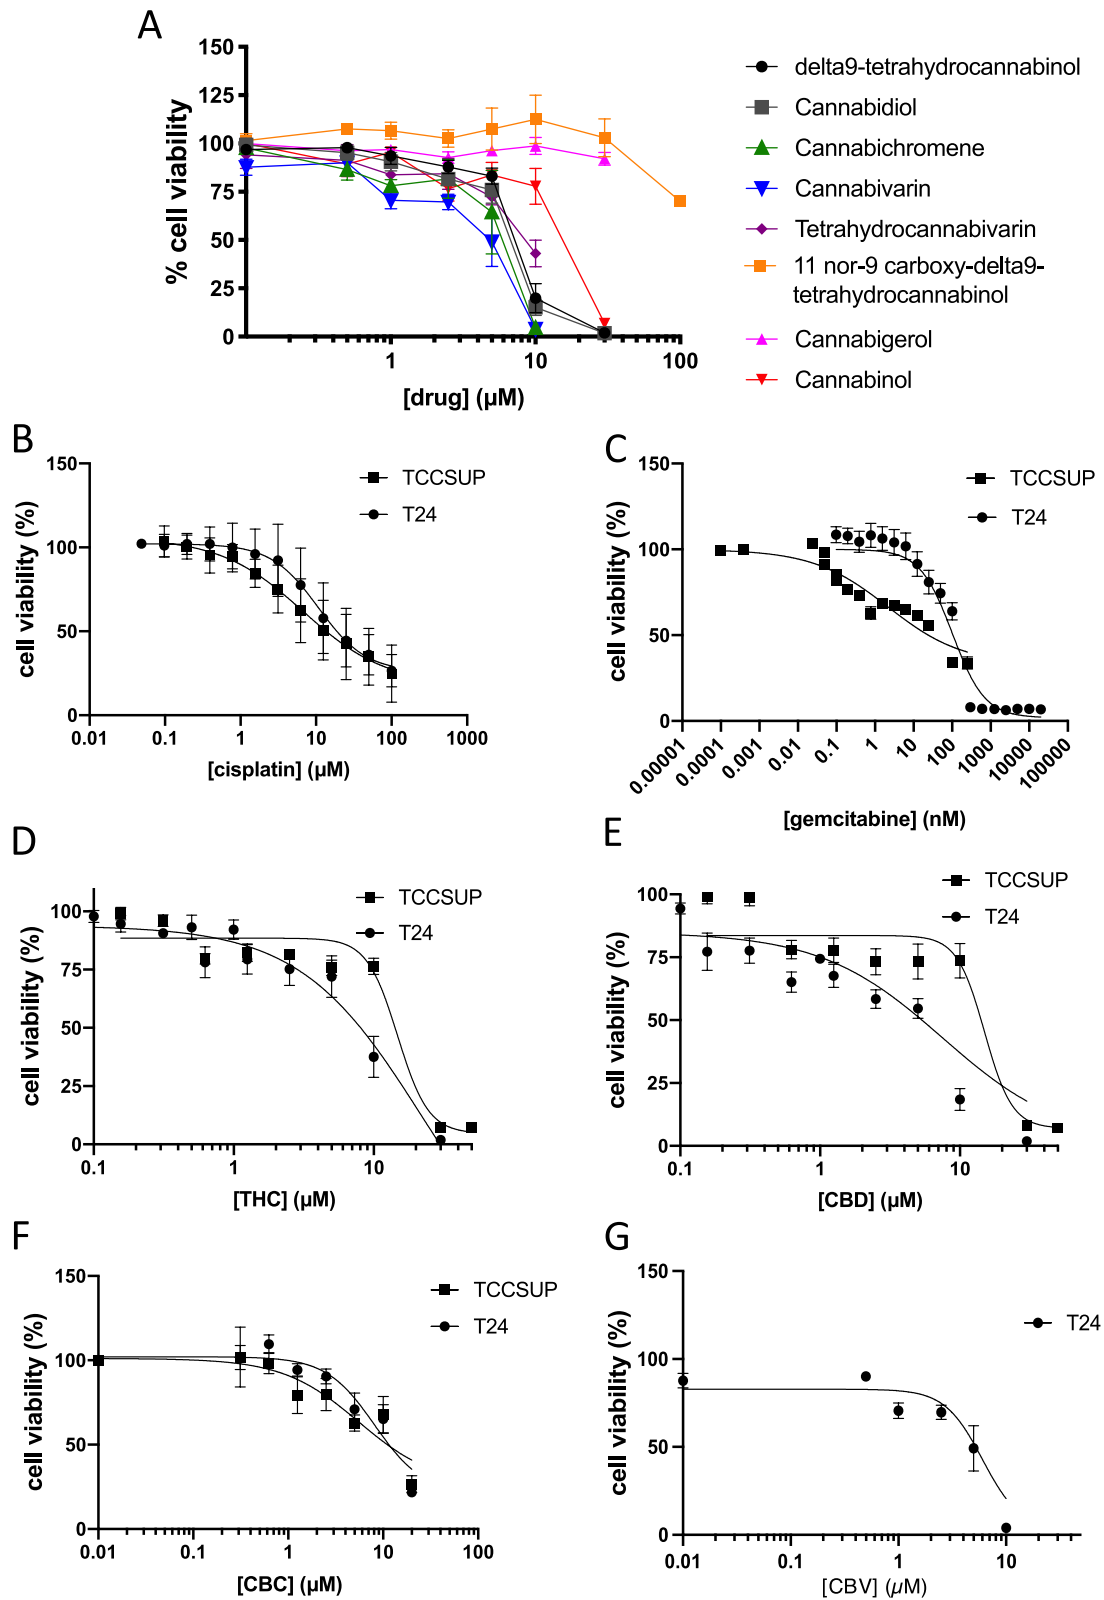 A
150
125
100
75
50
25
0
% cell viability
1
10
100
[drug] (µM)
delta9-tetrahydrocannabinol
Cannabidiol
Cannabichromene
Cannabivarin
Tetrahydrocannabivarin
11 nor-9 carboxy-delta9-
tetrahydrocannabinol
Cannabigerol
Cannabinol
B
150
100
50
0
cell viability (%)
0.01
0.1
1
10
100
1000
[cisplatin] (µM)
TCCSUP
T24
C
150
100
50
0
cell viability (%)
0.00001
0.0001
0.001
0.01
0.1
1
10
100
1000
10000
100000
[gemcitabine] (nM)
TCCSUP
T24
D
100
75
50
25
0
cell viability (%)
0.1
1
10
[THC] (µM)
TCCSUP
T24
E
100
75
50
25
0
cell viability (%)
0.1
1
10
[CBD] (µM)
TCCSUP
T24
F
150
100
50
0
cell viability (%)
0.01
0.1
1
10
100
[CBC] (µM)
TCCSUP
T24
G
150
100
50
0
cell viability (%)
0.01
0.1
1
10
[CBV] (µM)
T24